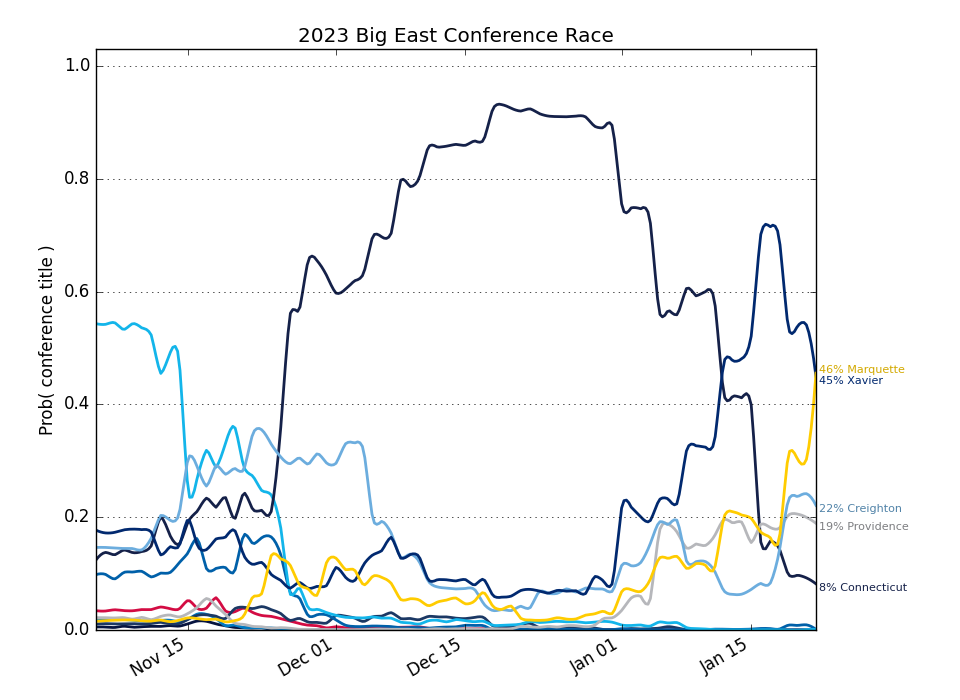 2023 Big East Conference Race
Prob( conference title )
1.0
0.8
0.6
0.4
0.2
0.0
46% Marquette
45% Xavier
22% Creighton
19% Providence
8% Connecticut
Nov 15
Dec 01
Dec 15
Jan 01
Jan 15